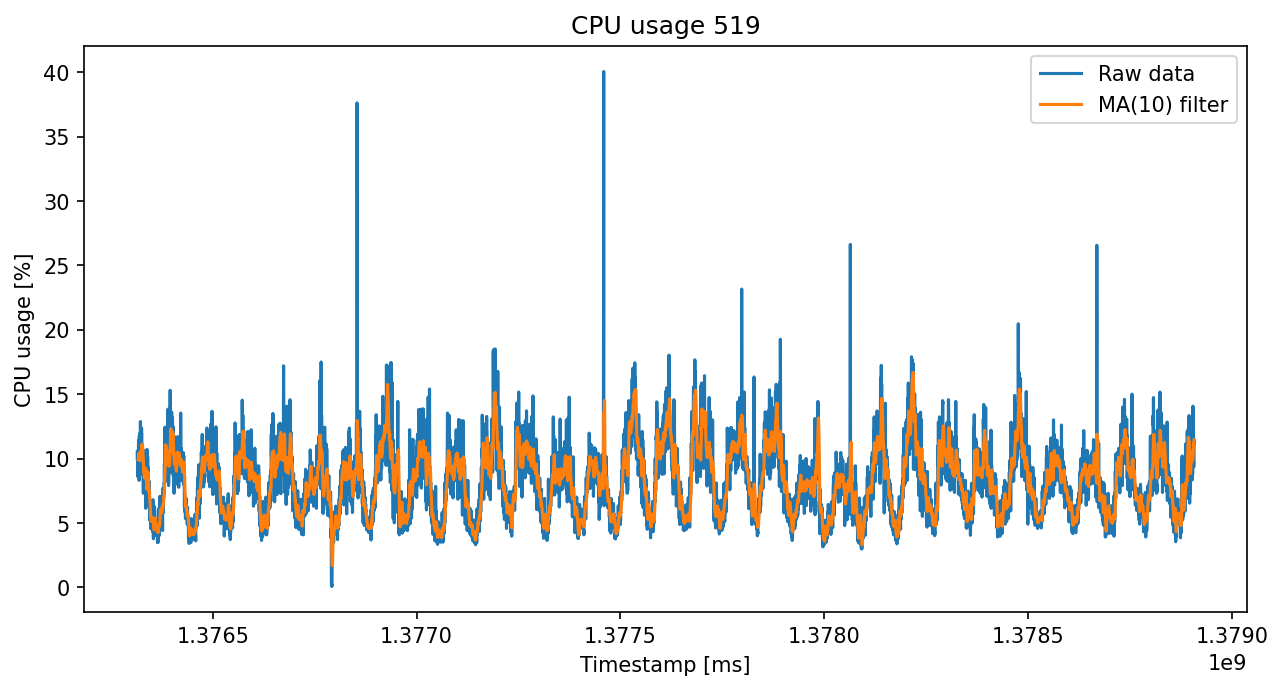 CPU usage 519
Raw data
MA(10) filter
CPU usage [%]
40
35
30
25
20
15
10
5
0
1.3765 1.3770 1.3775 1.3780 1.3785 1.3790
1e9
Timestamp [ms]